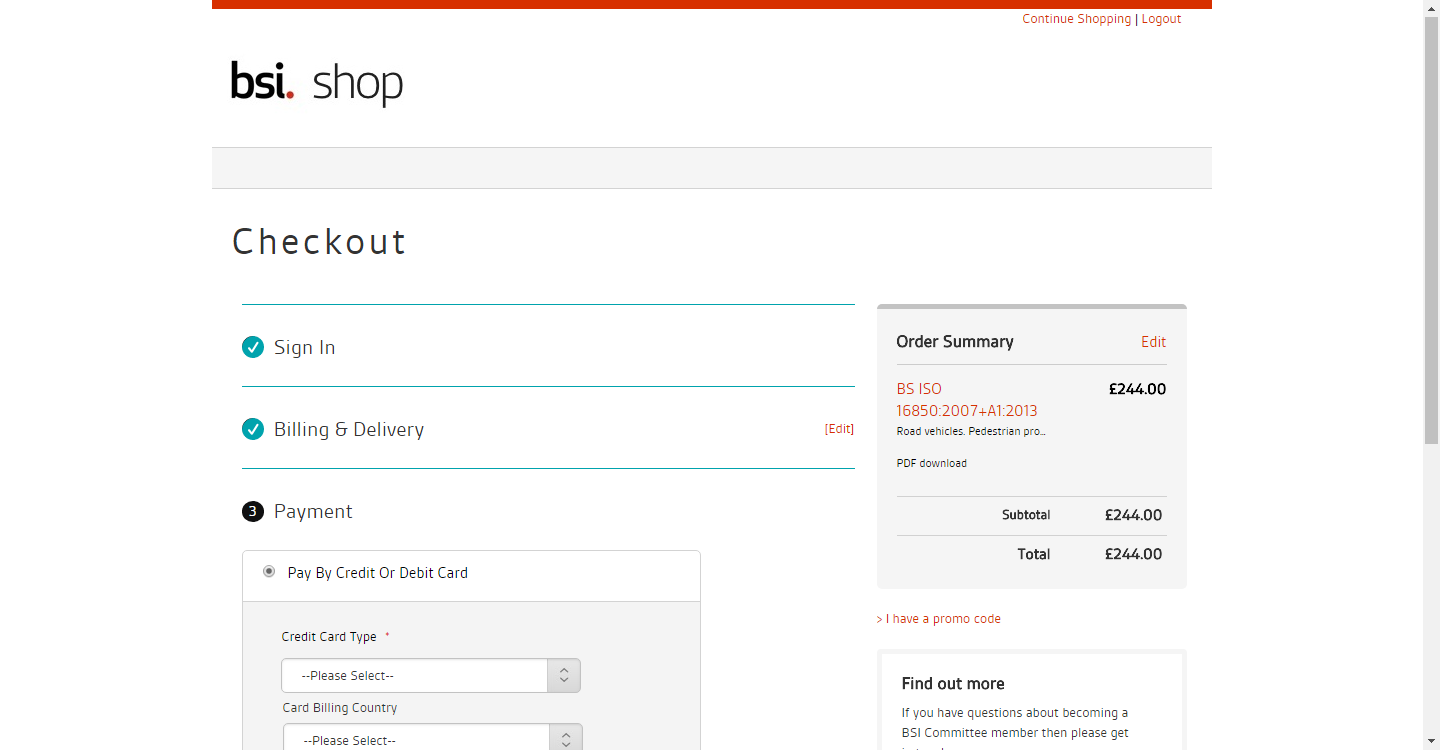 Continue Shopping | Logout
bsi. shop
Checkout
Sign In
Billing & Delivery
[Edit]
3 Payment
Pay By Credit Or Debit Card
Credit Card Type *
--Please Select--
Card Billing Country
--Please Select--
Order Summary
Edit
BS ISO
£244.00
16850:2007+A1:2013
Road vehicles. Pedestrian pro...
PDF download
Subtotal £244.00
Total £244.00
> I have a promo code
Find out more
If you have questions about becoming a
BSI Committee member then please get